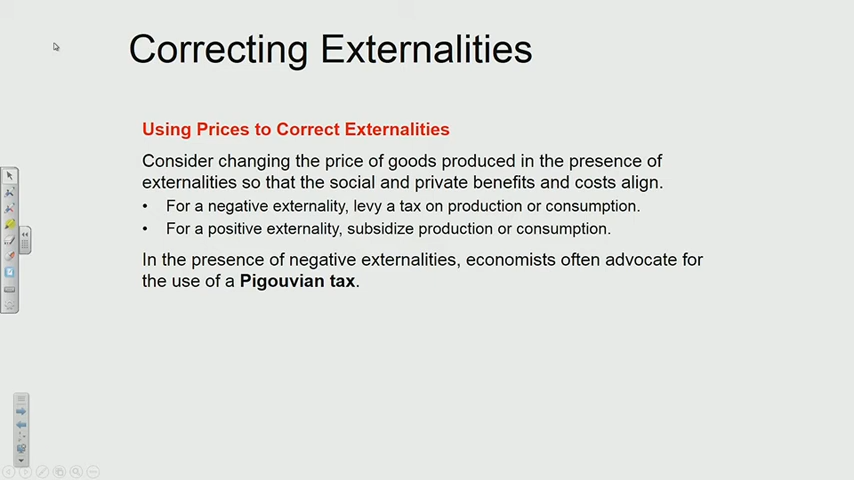 Correcting Externalities
Using Prices to Correct Externalities
Consider changing the price of goods produced in the presence of
externalities so that the social and private benefits and costs align.
• For a negative externality, levy a tax on production or consumption.
• For a positive externality, subsidize production or consumption.
In the presence of negative externalities, economists often advocate for
the use of a Pigouvian tax.